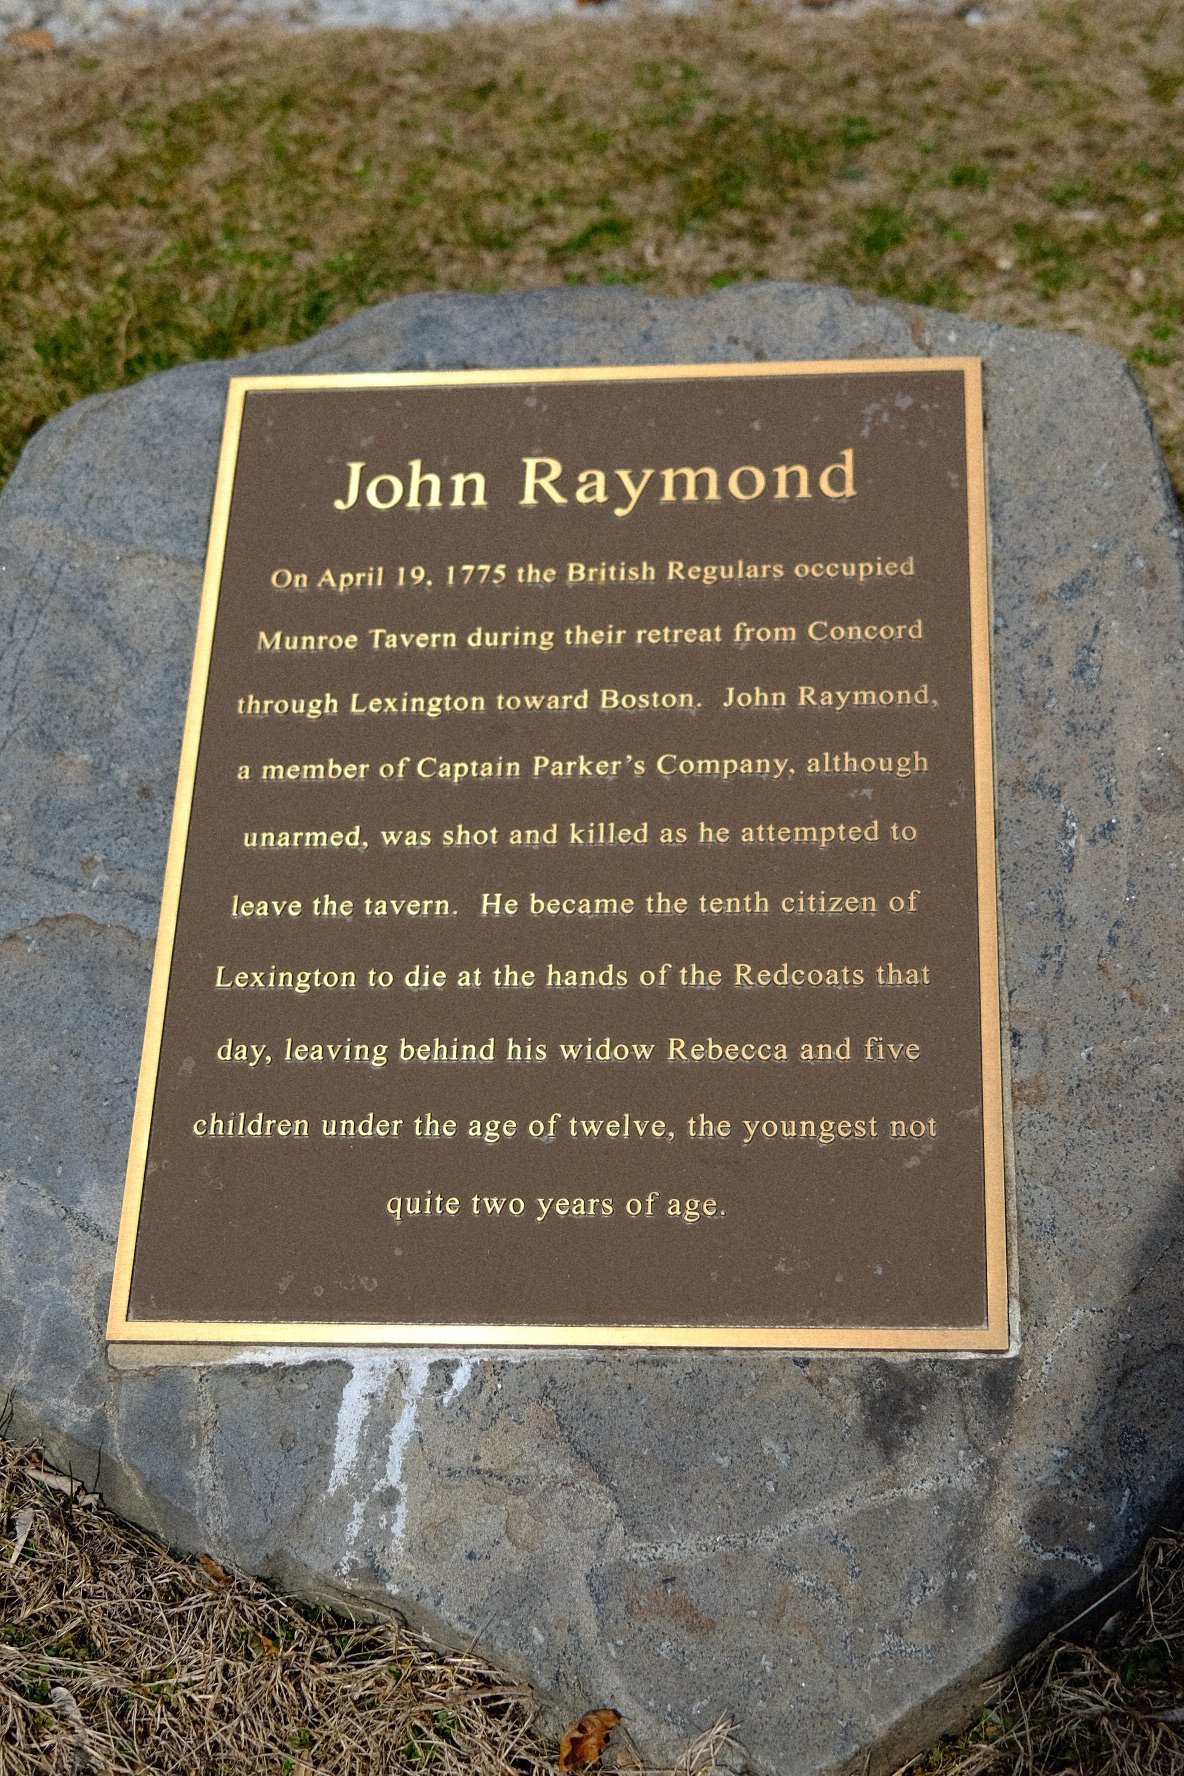 John Raymond
On April 19, 1775 the British Regulars occupied
Munroe Tavern during their retreat from Concord
through Lexington toward Boston.  John Raymond,
a member of Captain Parker's Company, although
unarmed, was shot and killed as he attempted to
leave the tavern.  He became the tenth citizen of
Lexington to die at the hands of the Redcoats that
day, leaving behind his widow Rebecca and five
children under the age of twelve, the youngest not
quite two years of age.